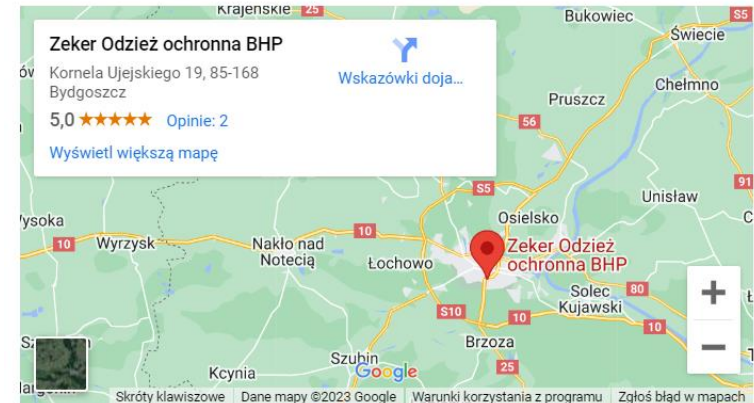 Krajeńskie
25
Bukowiec
S5
Świecie
Zeker Odzież ochronna BHP
Kornela Ujejskiego 19, 85-168
Bydgoszcz
Wskazówki doja...
5,0
Opinie: 2
Wyświetl większą mapę
Chełmno
Pruszcz
56
S5
91
Unisław
Osielsko
10
10
Wyrzysk
Nakło nad
Notecią
Łochowo
Zeker Odzież
ochronna BHP
Solec
Kujawski
80
S10
10
10
Brzoza
Szubin
25
Kcynia
Google
+
−
Skróty klawiszowe
Dane mapy ©2023 Google
Warunki korzystania z programu
Zgłoś błąd w mapach